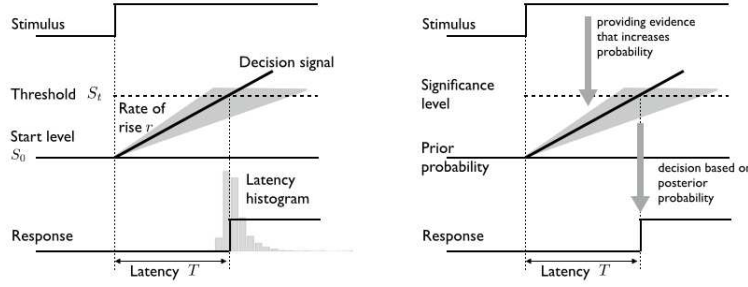 Stimulus
Decision signal
Threshold S_t
Rate of
rise r
Start level
S_0
Latency
histogram
Response
Latency T
Stimulus
providing evidence
that increases
probability
Significance
level
Prior
probability
decision based on
posterior
probability
Response
Latency T